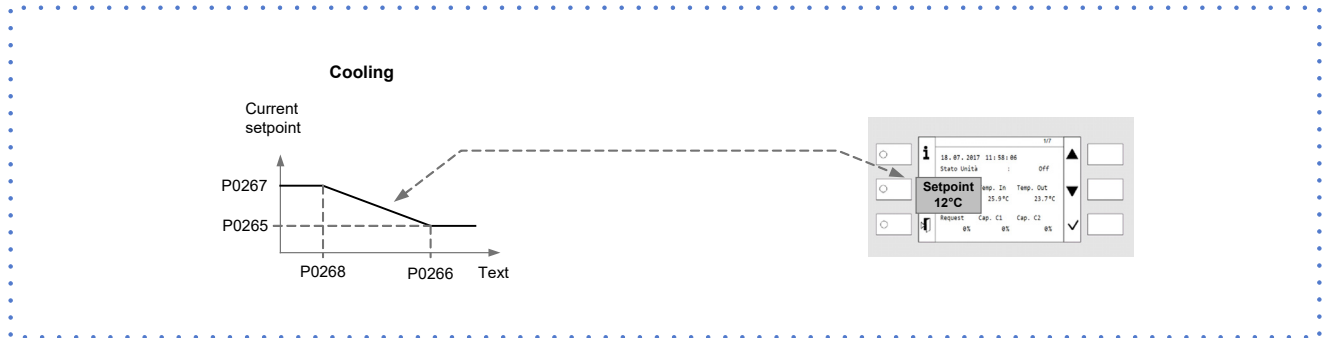 Cooling
Current
setpoint
P0267
P0265
P0268
P0266
Text
1/7
i
18.07.2017 11:58:06
Stato Unità : Off
Setpoint
12°C
emp. In Temp. Out
25.9°C 23.7°C
Request Cap. C1 Cap. C2
0% 0% 0%